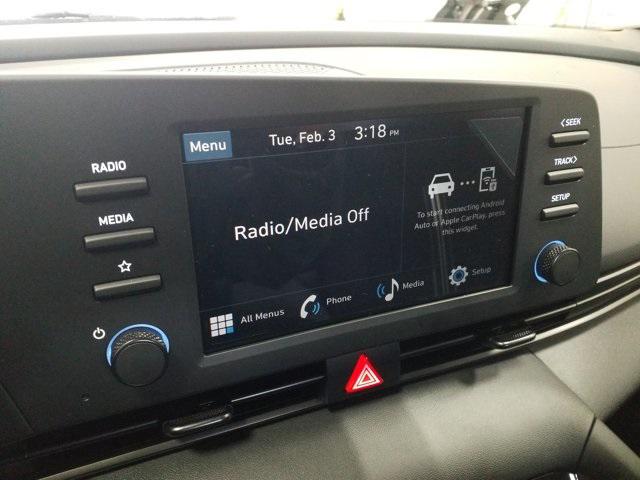 Menu
Tue, Feb. 3 3:18 PM
RADIO
MEDIA
Radio/Media Off
To start connecting Android
Auto or Apple CarPlay, press
this widget.
All Menus
Phone
Media
Setup
<SEEK
TRACK>
SETUP